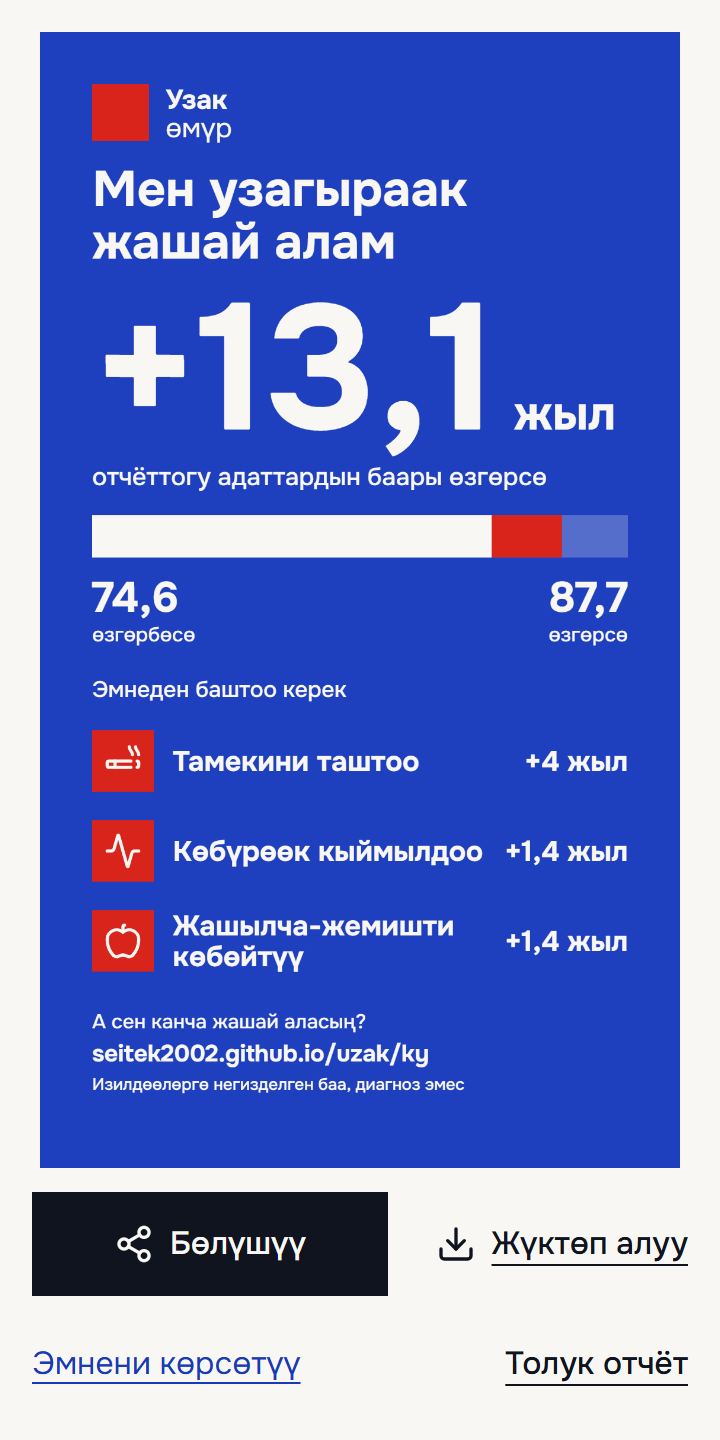 Узак
өмүр
Мен узагыраак
жашай алам
+13,1 жыл
отчёттогу адаттардын баары өзгөрсө
74,6 87,7
өзгөрбөсө өзгөрсө
Эмнеден баштоо керек
Тамекини таштоо +4 жыл
Көбүрөөк кыймылдоо +1,4 жыл
Жашылча-жемишти
көбөйтүү +1,4 жыл
А сен канча жашай аласың?
seitek2002.github.io/uzak/ky
Изилдөөлөргө негизделген баа, диагноз эмес
Бөлүшүү Жүктөп алуу
Эмнени көрсөтүү Толук отчёт